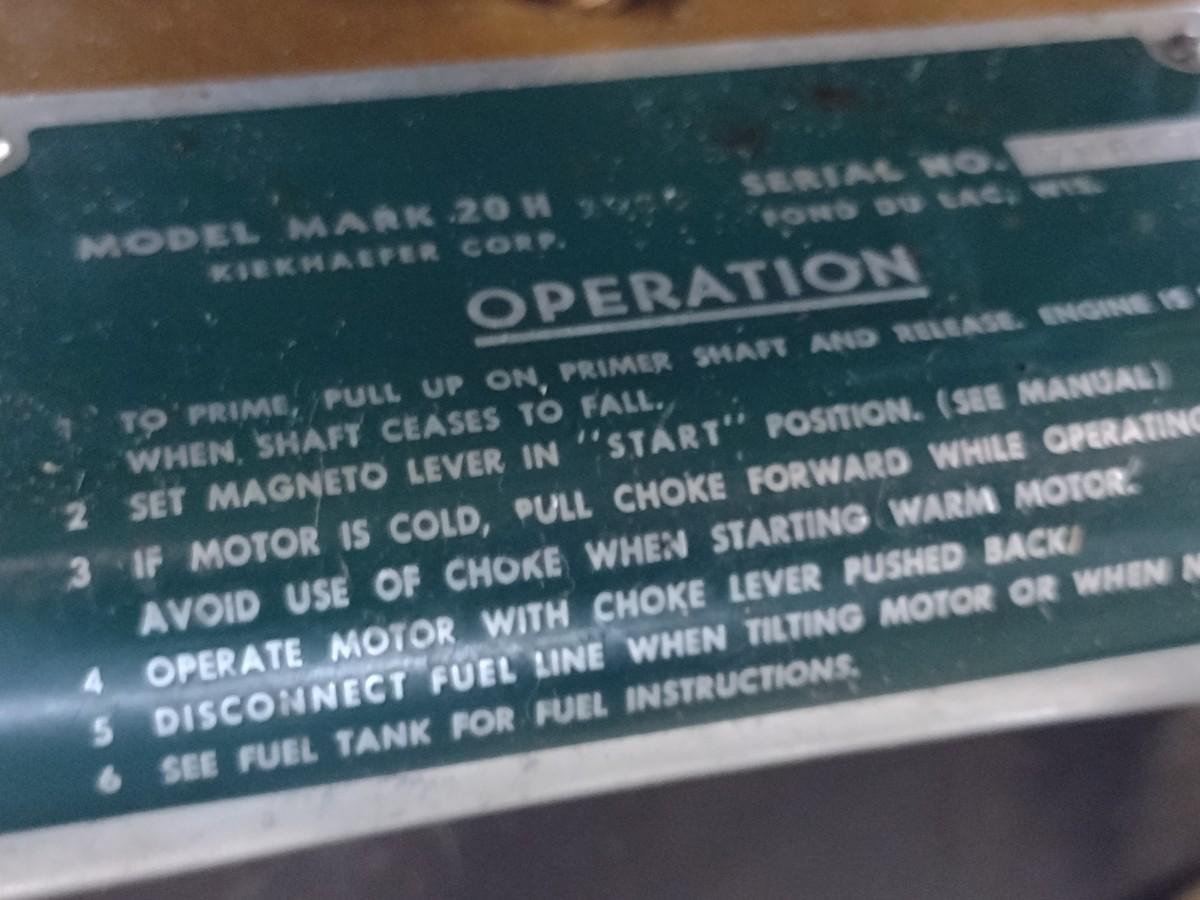 MODEL MARK 20 H SERIAL NO.
KIEKHAEFER CORP. FOND DU LAC, WIS.
OPERATION
1 TO PRIME, PULL UP ON PRIMER SHAFT AND RELEASE. ENGINE IS
WHEN SHAFT CEASES TO FALL.
2 SET MAGNETO LEVER IN "START" POSITION. (SEE MANUAL)
3 IF MOTOR IS COLD, PULL CHOKE FORWARD WHILE OPERATING
AVOID USE OF CHOKE WHEN STARTING WARM MOTOR.
4 OPERATE MOTOR WITH CHOKE LEVER PUSHED BACK
5 DISCONNECT FUEL LINE WHEN TILTING MOTOR OR WHEN
6 SEE FUEL TANK FOR FUEL INSTRUCTIONS.